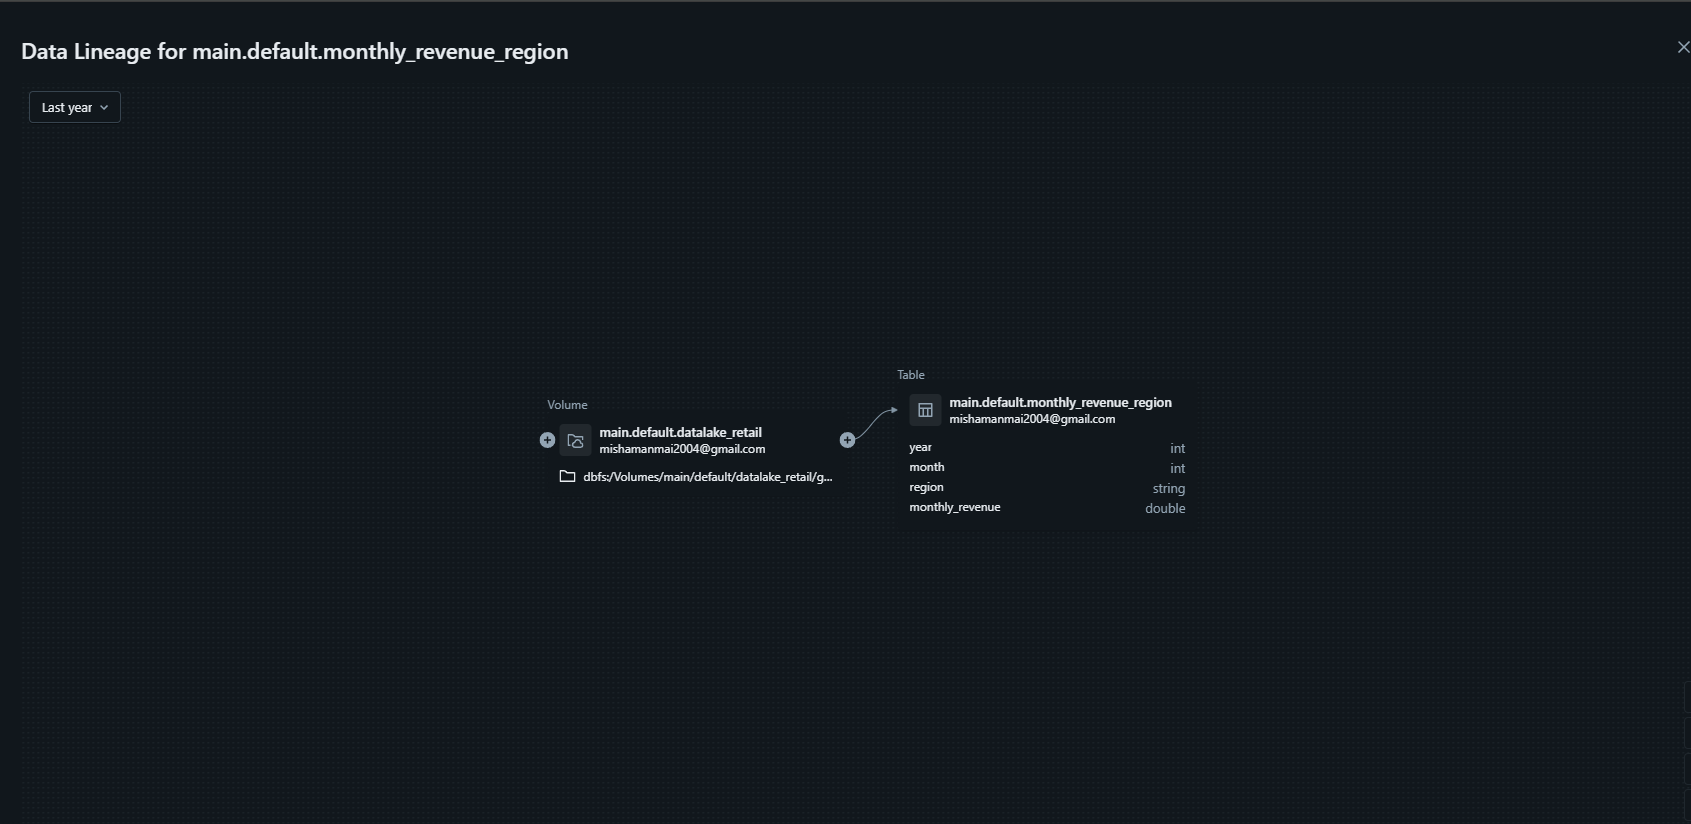 Data Lineage for main.default.monthly_revenue_region
Last year
Volume
main.default.datalake_retail
mishamanmai2004@gmail.com
dbfs:/Volumes/main/default/datalake_retail/g...
Table
main.default.monthly_revenue_region
mishamanmai2004@gmail.com
year int
month int
region string
monthly_revenue double